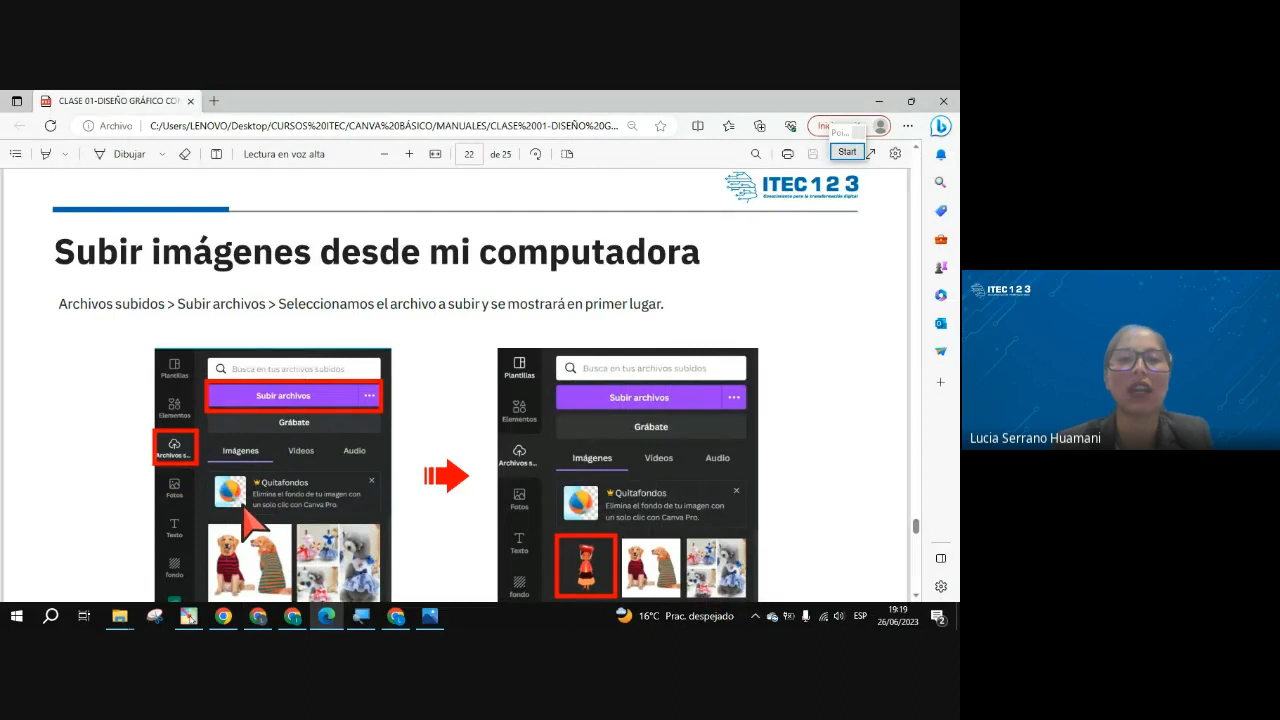 CLASE 01-DISEÑO GRÁFICO CO
Archivo
C:/Users/LENOVO/Desktop/CURSOS%20ITEC/CANVA%20BÁSICO/MANUALES/CLASE%2001-DISEÑO%20G...
Poi...
Start
Dibujar
Lectura en voz alta
22
de 25
ITEC 1 2 3
Subir imágenes desde mi computadora
Archivos subidos > Subir archivos > Seleccionamos el archivo a subir y se mostrará en primer lugar.
Plantillas
Elementos
Archivos s...
Fotos
Texto
fondo
Busca en tus archivos subidos
Subir archivos
Grábate
Imágenes
Videos
Audio
Quitafondos
Elimina el fondo de tu imagen con
un solo clic con Canva Pro.
Plantillas
Elementos
Archivos s...
Fotos
Texto
fondo
Busca en tus archivos subidos
Subir archivos
Grábate
Imágenes
Videos
Audio
Quitafondos
Elimina el fondo de tu imagen con
un solo clic con Canva Pro.
16°C Prac. despejado
ESP
19:19
26/06/2023
2
ITEC 1 2 3
Lucia Serrano Huamani